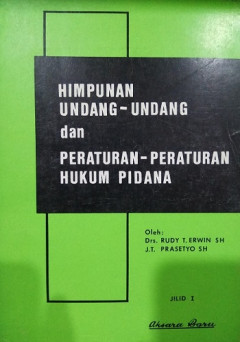 HIMPUNAN
UNDANG-UNDANG
dan
PERATURAN-PERATURAN
HUKUM PIDANA
Oleh:
Drs. RUDY T. ERWIN SH
J.T. PRASETYO SH
JILID I
Aksara Baru